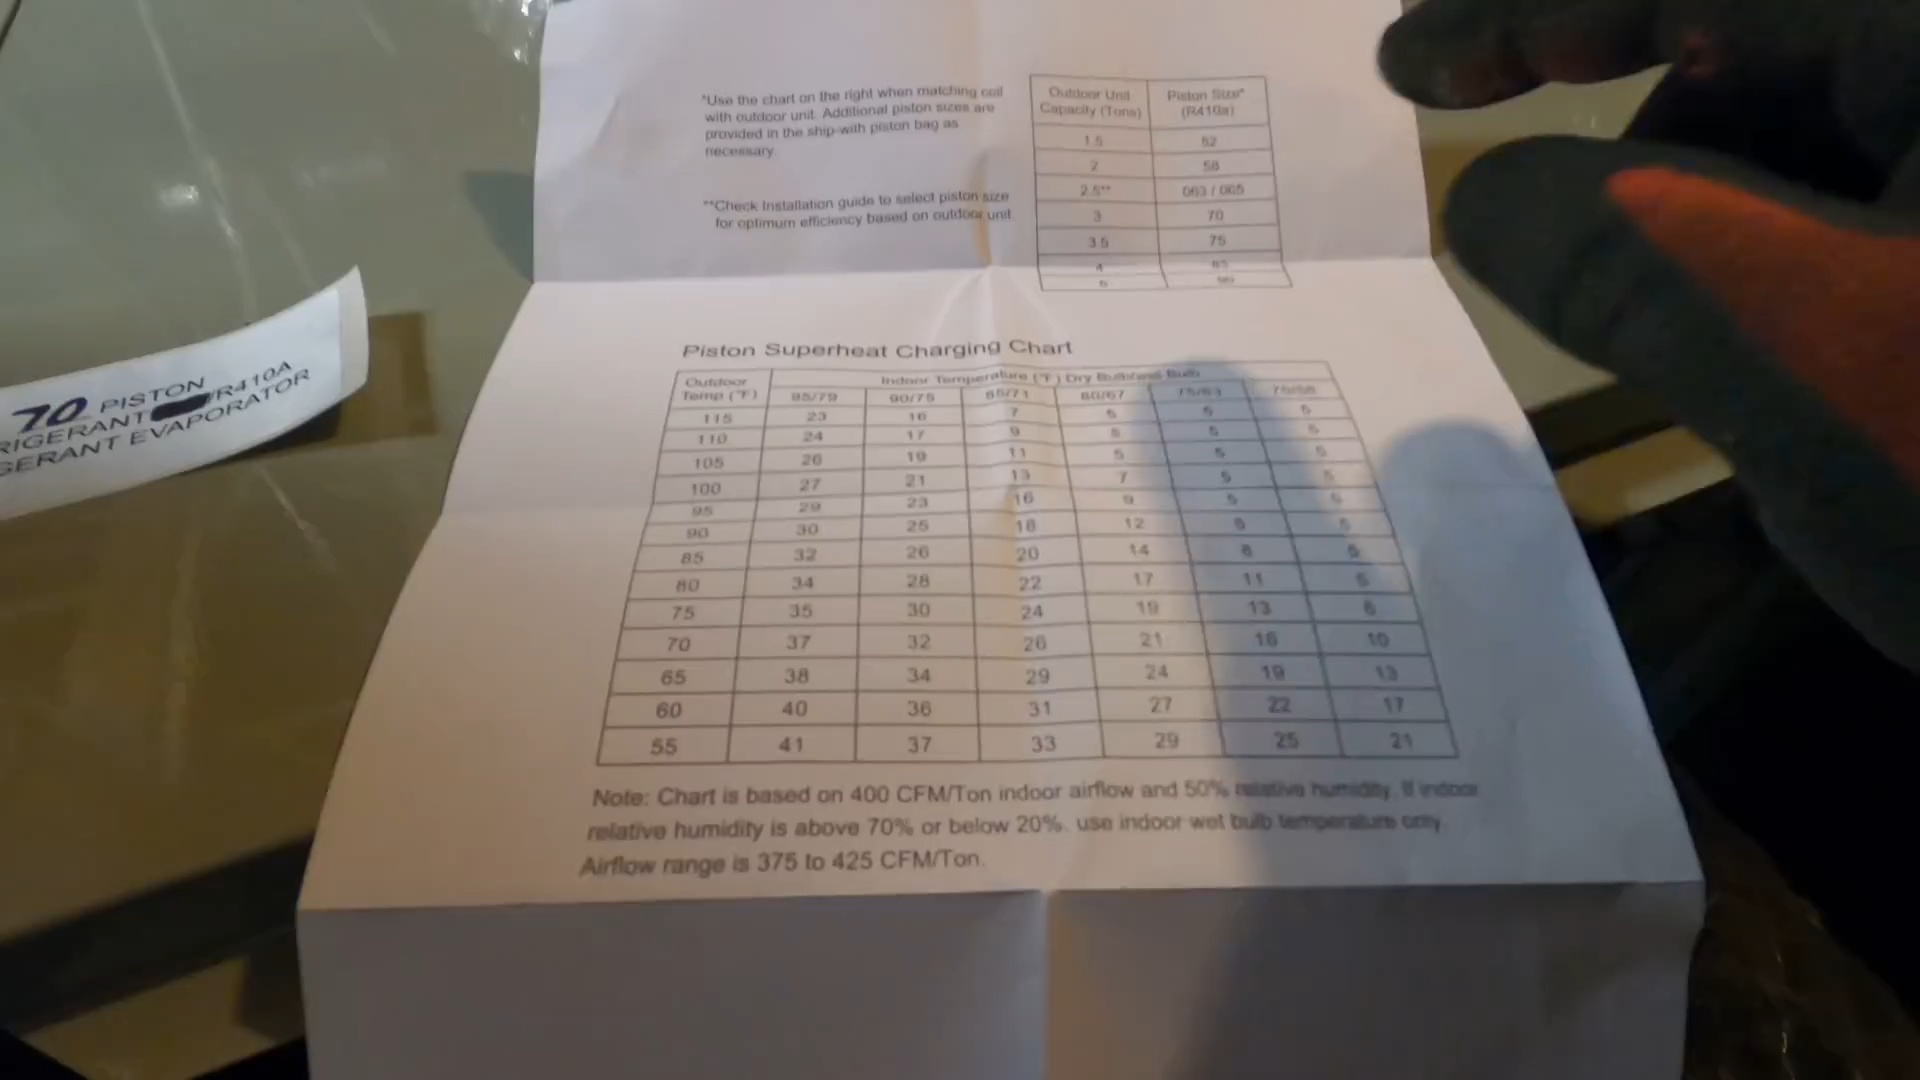 *Use the chart on the right when matching coil
with outdoor unit. Additional piston sizes are
provided in the ship-with piston bag as
necessary.
**Check Installation guide to select piston size
for optimum efficiency based on outdoor unit
Outdoor Unit Capacity (Tons) Piston Size* (R410a)
1.5 52
2 58
2.5** 063 / 065
3 70
3.5 75
4
5
70 PISTON
RIGERANT R410A
GERANT EVAPORATOR
Piston Superheat Charging Chart
Outdoor Temp (°F) Indoor Temperature (°F) Dry Bulb/Wet Bulb
95/79 90/75 85/71 80/67 75/63
115 23 16 7 5 5 5
110 24 17 9 5 5 5
105 26 19 11 5 5 5
100 27 21 13 7 5 5
95 29 23 16 9 5 5
90 30 25 18 12 5 5
85 32 26 20 14 8 5
80 34 28 22 17 11 5
75 35 30 24 19 13 6
70 37 32 26 21 16 10
65 38 34 29 24 19 13
60 40 36 31 27 22 17
55 41 37 33 29 25 21
Note: Chart is based on 400 CFM/Ton indoor airflow and 50% relative humidity. If indoor
relative humidity is above 70% or below 20%, use indoor wet bulb temperature only.
Airflow range is 375 to 425 CFM/Ton.